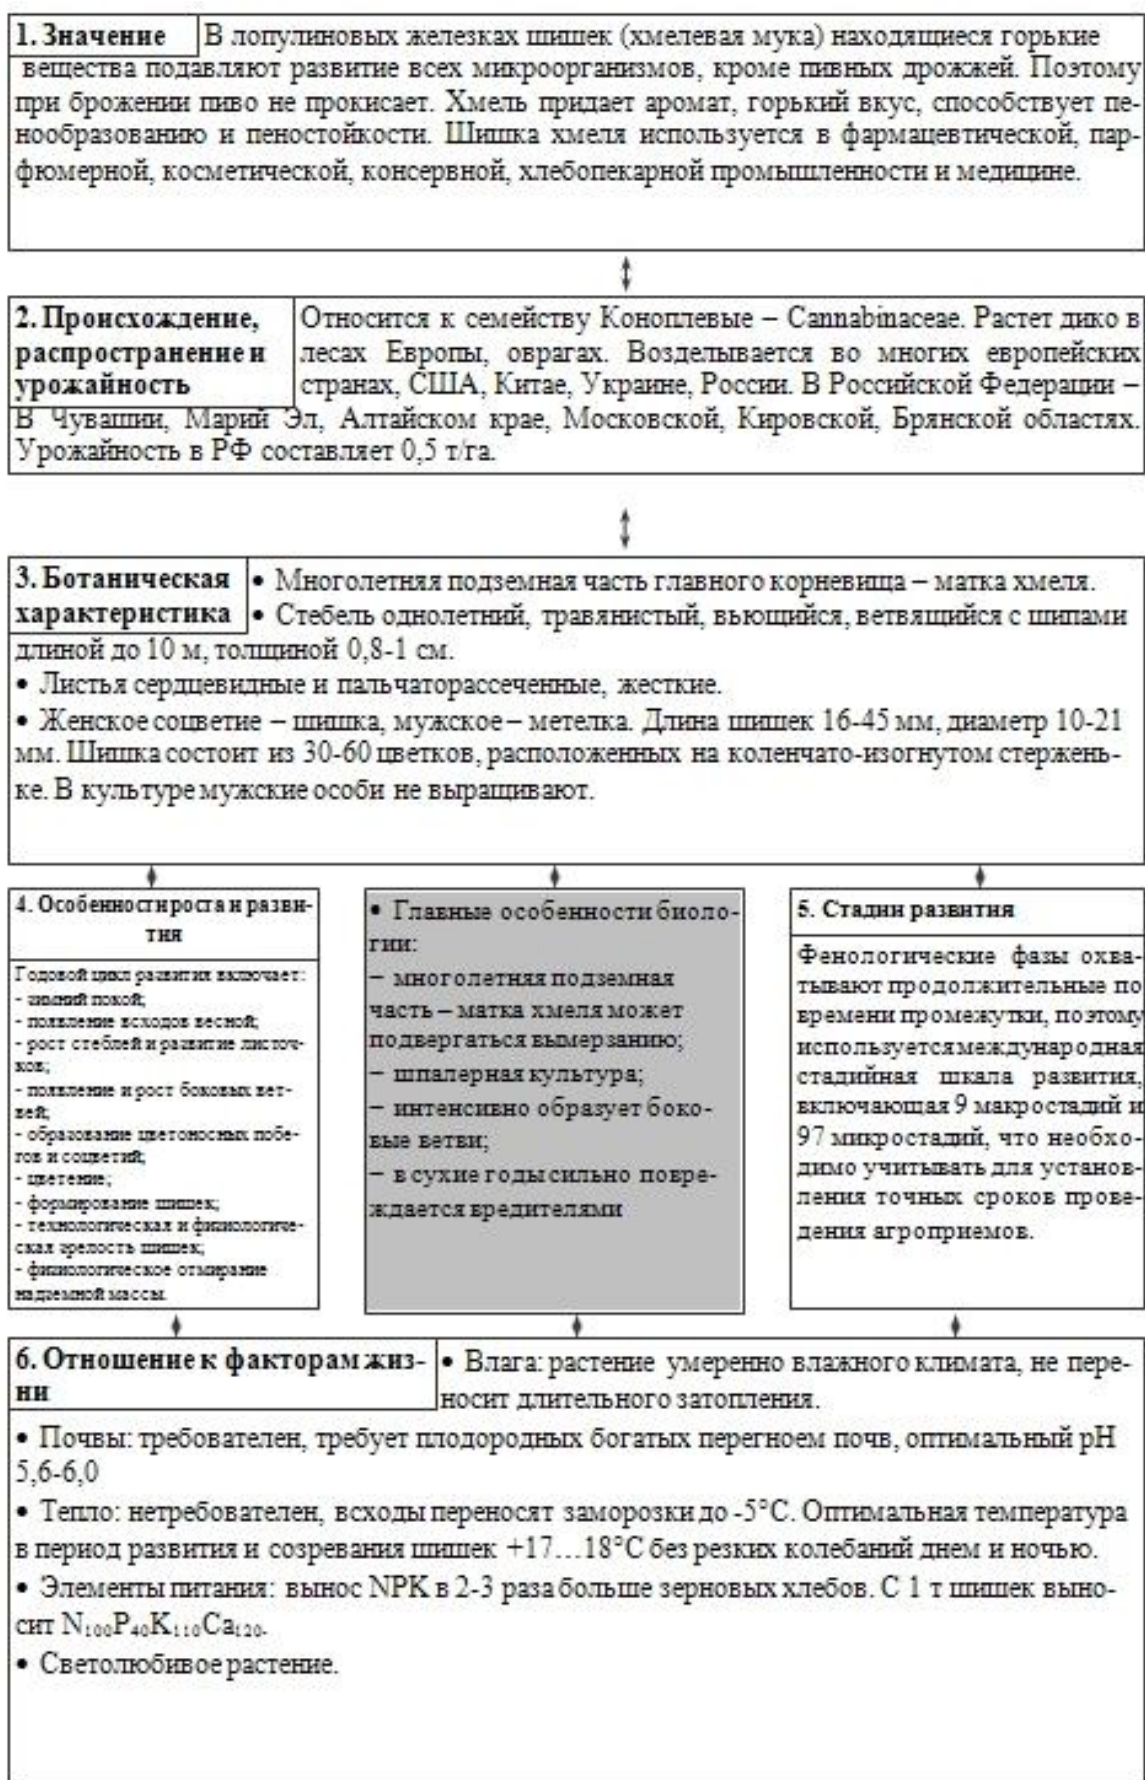 1. Значение В лопулиновых железках шишек (хмелевая мука) находящиеся горькие
вещества подавляют развитие всех микроорганизмов, кроме пивных дрожжей. Поэтому
при брожении пиво не прокисает. Хмель придает аромат, горький вкус, способствует пе-
нообразованию и пеностойкости. Шишка хмеля используется в фармацевтической, пар-
фюмерной, косметической, консервной, хлебопекарной промышленности и медицине.
2. Происхождение,
распространение и
урожайность
Относится к семейству Коноплевые – Cannabinaceae. Растет дико в
лесах Европы, оврагах. Возделывается во многих европейских
странах, США, Китае, Украине, России. В Российской Федерации –
В Чувашии, Марий Эл, Алтайском крае, Московской, Кировской, Брянской областях.
Урожайность в РФ составляет 0,5 т/га.
3. Ботаническая
характеристика
• Многолетняя подземная часть главного корневища – матка хмеля.
• Стебель однолетний, травянистый, вьющийся, ветвящийся с шипами
длиной до 10 м, толщиной 0,8-1 см.
• Листья сердцевидные и пальчаторассеченные, жесткие.
• Женское соцветие – шишка, мужское – метелка. Длина шишек 16-45 мм, диаметр 10-21
мм. Шишка состоит из 30-60 цветков, расположенных на коленчато-изогнутом стержень-
ке. В культуре мужские особи не выращивают.
4. Особенности роста и разви-
тия
Годовой цикл развития включает:
- зимний покой;
- появление всходов весной;
- рост стеблей и развитие листоч-
ков;
- появление и рост боковых вет-
вей;
- образование цветоносных побе-
гов и соцветий;
- цветение;
- формирование шишек;
- технологическая и физиологиче-
ская зрелость шишек;
- физиологическое отмирание
надземной массы.
• Главные особенности биоло-
гии:
– многолетняя подземная
часть – матка хмеля может
подвергаться вымерзанию;
– шпалерная культура;
– интенсивно образует боко-
вые ветви;
– в сухие годы сильно повре-
ждается вредителями
5. Стадии развития
Фенологические фазы охва-
тывают продолжительные по
времени промежутки, поэтому
используется международная
стадийная шкала развития,
включающая 9 макростадий и
97 микростадий, что необхо-
димо учитывать для установ-
ления точных сроков прове-
дения агроприемов.
6. Отношение к факторам жиз-
ни
• Влага: растение умеренно влажного климата, не пере-
носит длительного затопления.
• Почвы: требователен, требует плодородных богатых перегноем почв, оптимальный pH
5,6-6,0
• Тепло: нетребователен, всходы переносят заморозки до -5°С. Оптимальная температура
в период развития и созревания шишек +17…18°С без резких колебаний днем и ночью.
• Элементы питания: вынос NPK в 2-3 раза больше зерновых хлебов. С 1 т шишек выно-
сит N₁₀₀P₄₀K₁₁₀Ca₁₂₀.
• Светолюбивое растение.